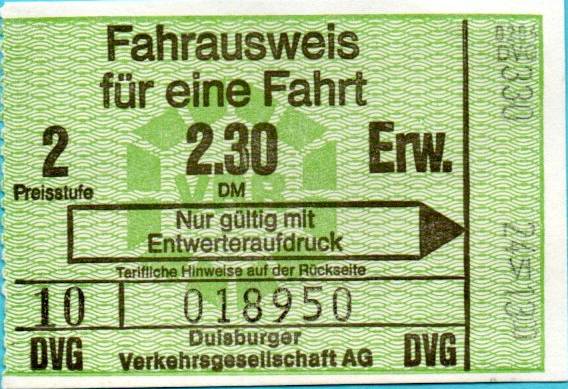 Fahrausweis
für eine Fahrt
2 2.30 Erw.
Preisstufe DM
Nur gültig mit
Entwerteraufdruck
Tarifliche Hinweise auf der Rückseite
10 018950
DVG Duisburger DVG
Verkehrsgesellschaft AG